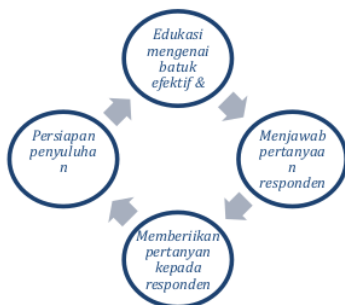 Edukasi
mengenai
batuk
efektif &
Menjawab
pertanyaa
n
responden
Memberiikan
pertanyan
kepada
responden
Persiapan
penyuluha
n